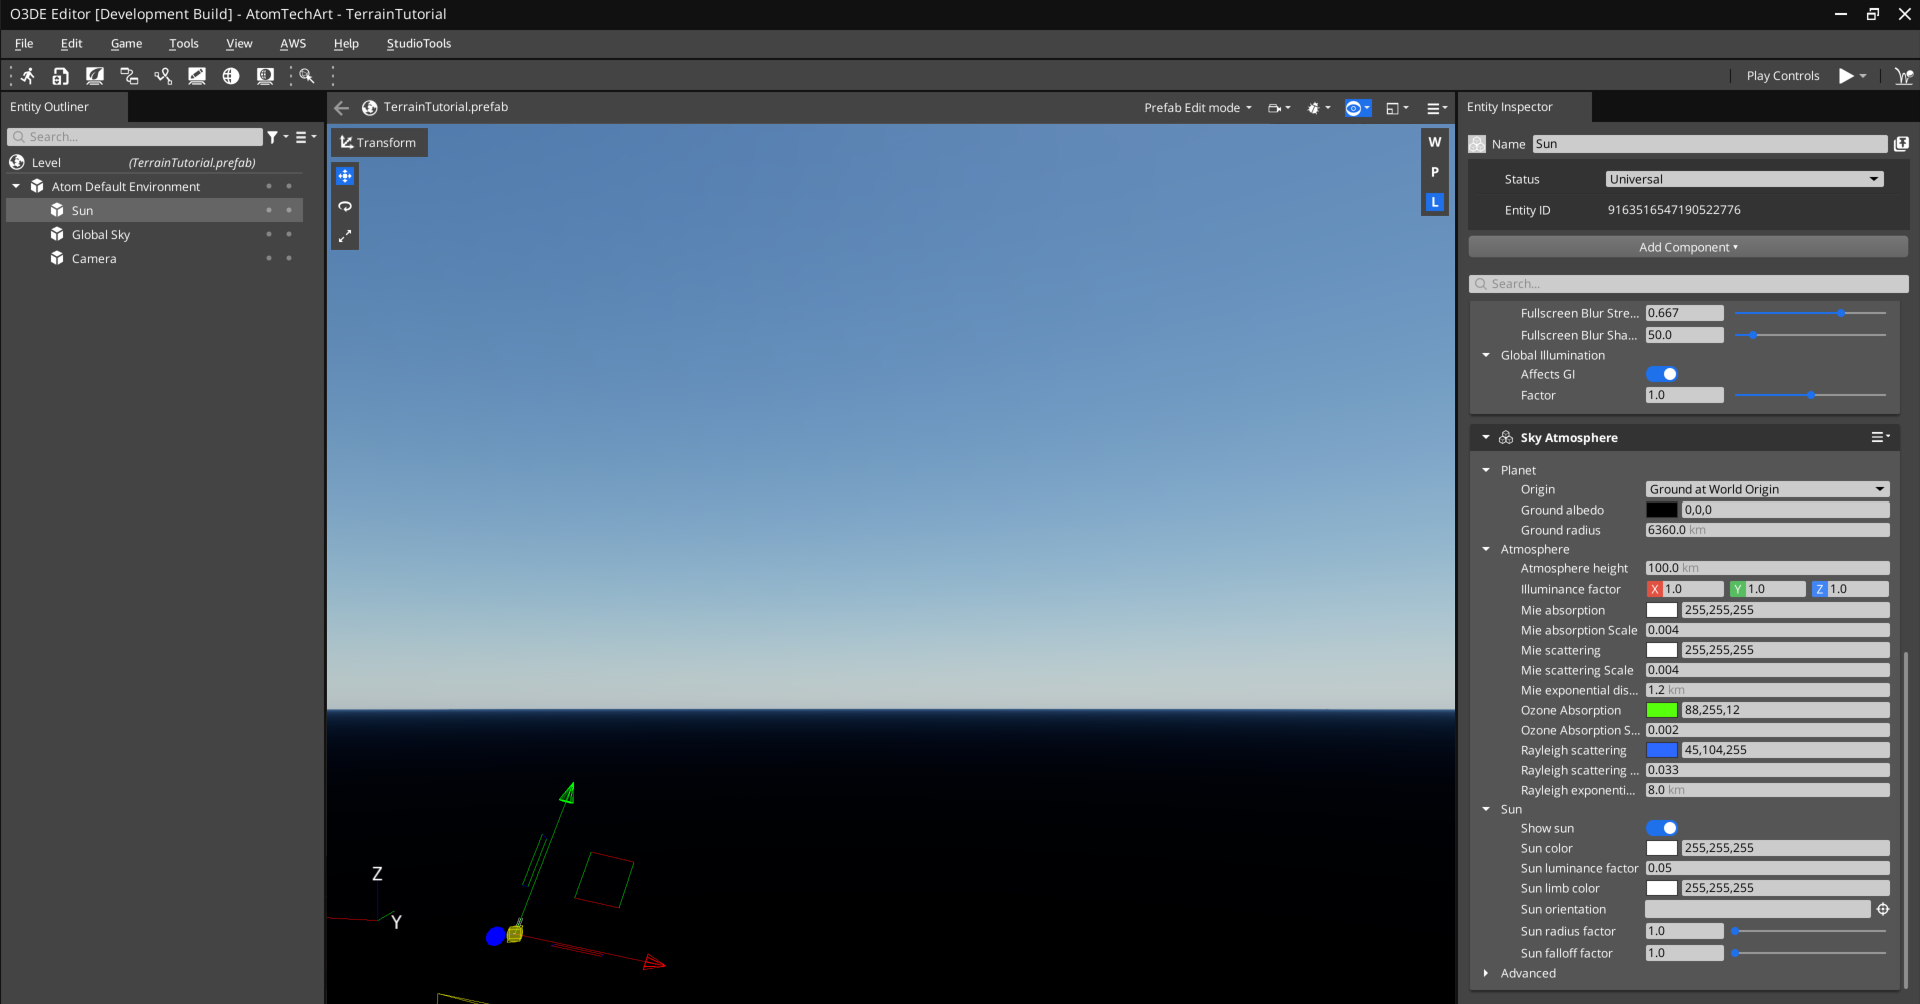 O3DE Editor [Development Build] - AtomTechArt - TerrainTutorial
File Edit Game Tools View AWS Help StudioTools
Play Controls
Entity Outliner
Search...
Level (TerrainTutorial.prefab)
Atom Default Environment
Sun
Global Sky
Camera
TerrainTutorial.prefab
Prefab Edit mode
Transform
W
P
L
Z
Y
Entity Inspector
Name Sun
Status Universal
Entity ID 9163516547190522776
Add Component
Search...
Fullscreen Blur Stre... 0.667
Fullscreen Blur Sha... 50.0
Global Illumination
Affects GI
Factor 1.0
Sky Atmosphere
Planet
Origin Ground at World Origin
Ground albedo 0,0,0
Ground radius 6360.0 km
Atmosphere
Atmosphere height 100.0 km
Illuminance factor X 1.0 Y 1.0 Z 1.0
Mie absorption 255,255,255
Mie absorption Scale 0.004
Mie scattering 255,255,255
Mie scattering Scale 0.004
Mie exponential dis... 1.2 km
Ozone Absorption 88,255,12
Ozone Absorption S... 0.002
Rayleigh scattering 45,104,255
Rayleigh scattering ... 0.033
Rayleigh exponenti... 8.0 km
Sun
Show sun
Sun color 255,255,255
Sun luminance factor 0.05
Sun limb color 255,255,255
Sun orientation
Sun radius factor 1.0
Sun falloff factor 1.0
Advanced